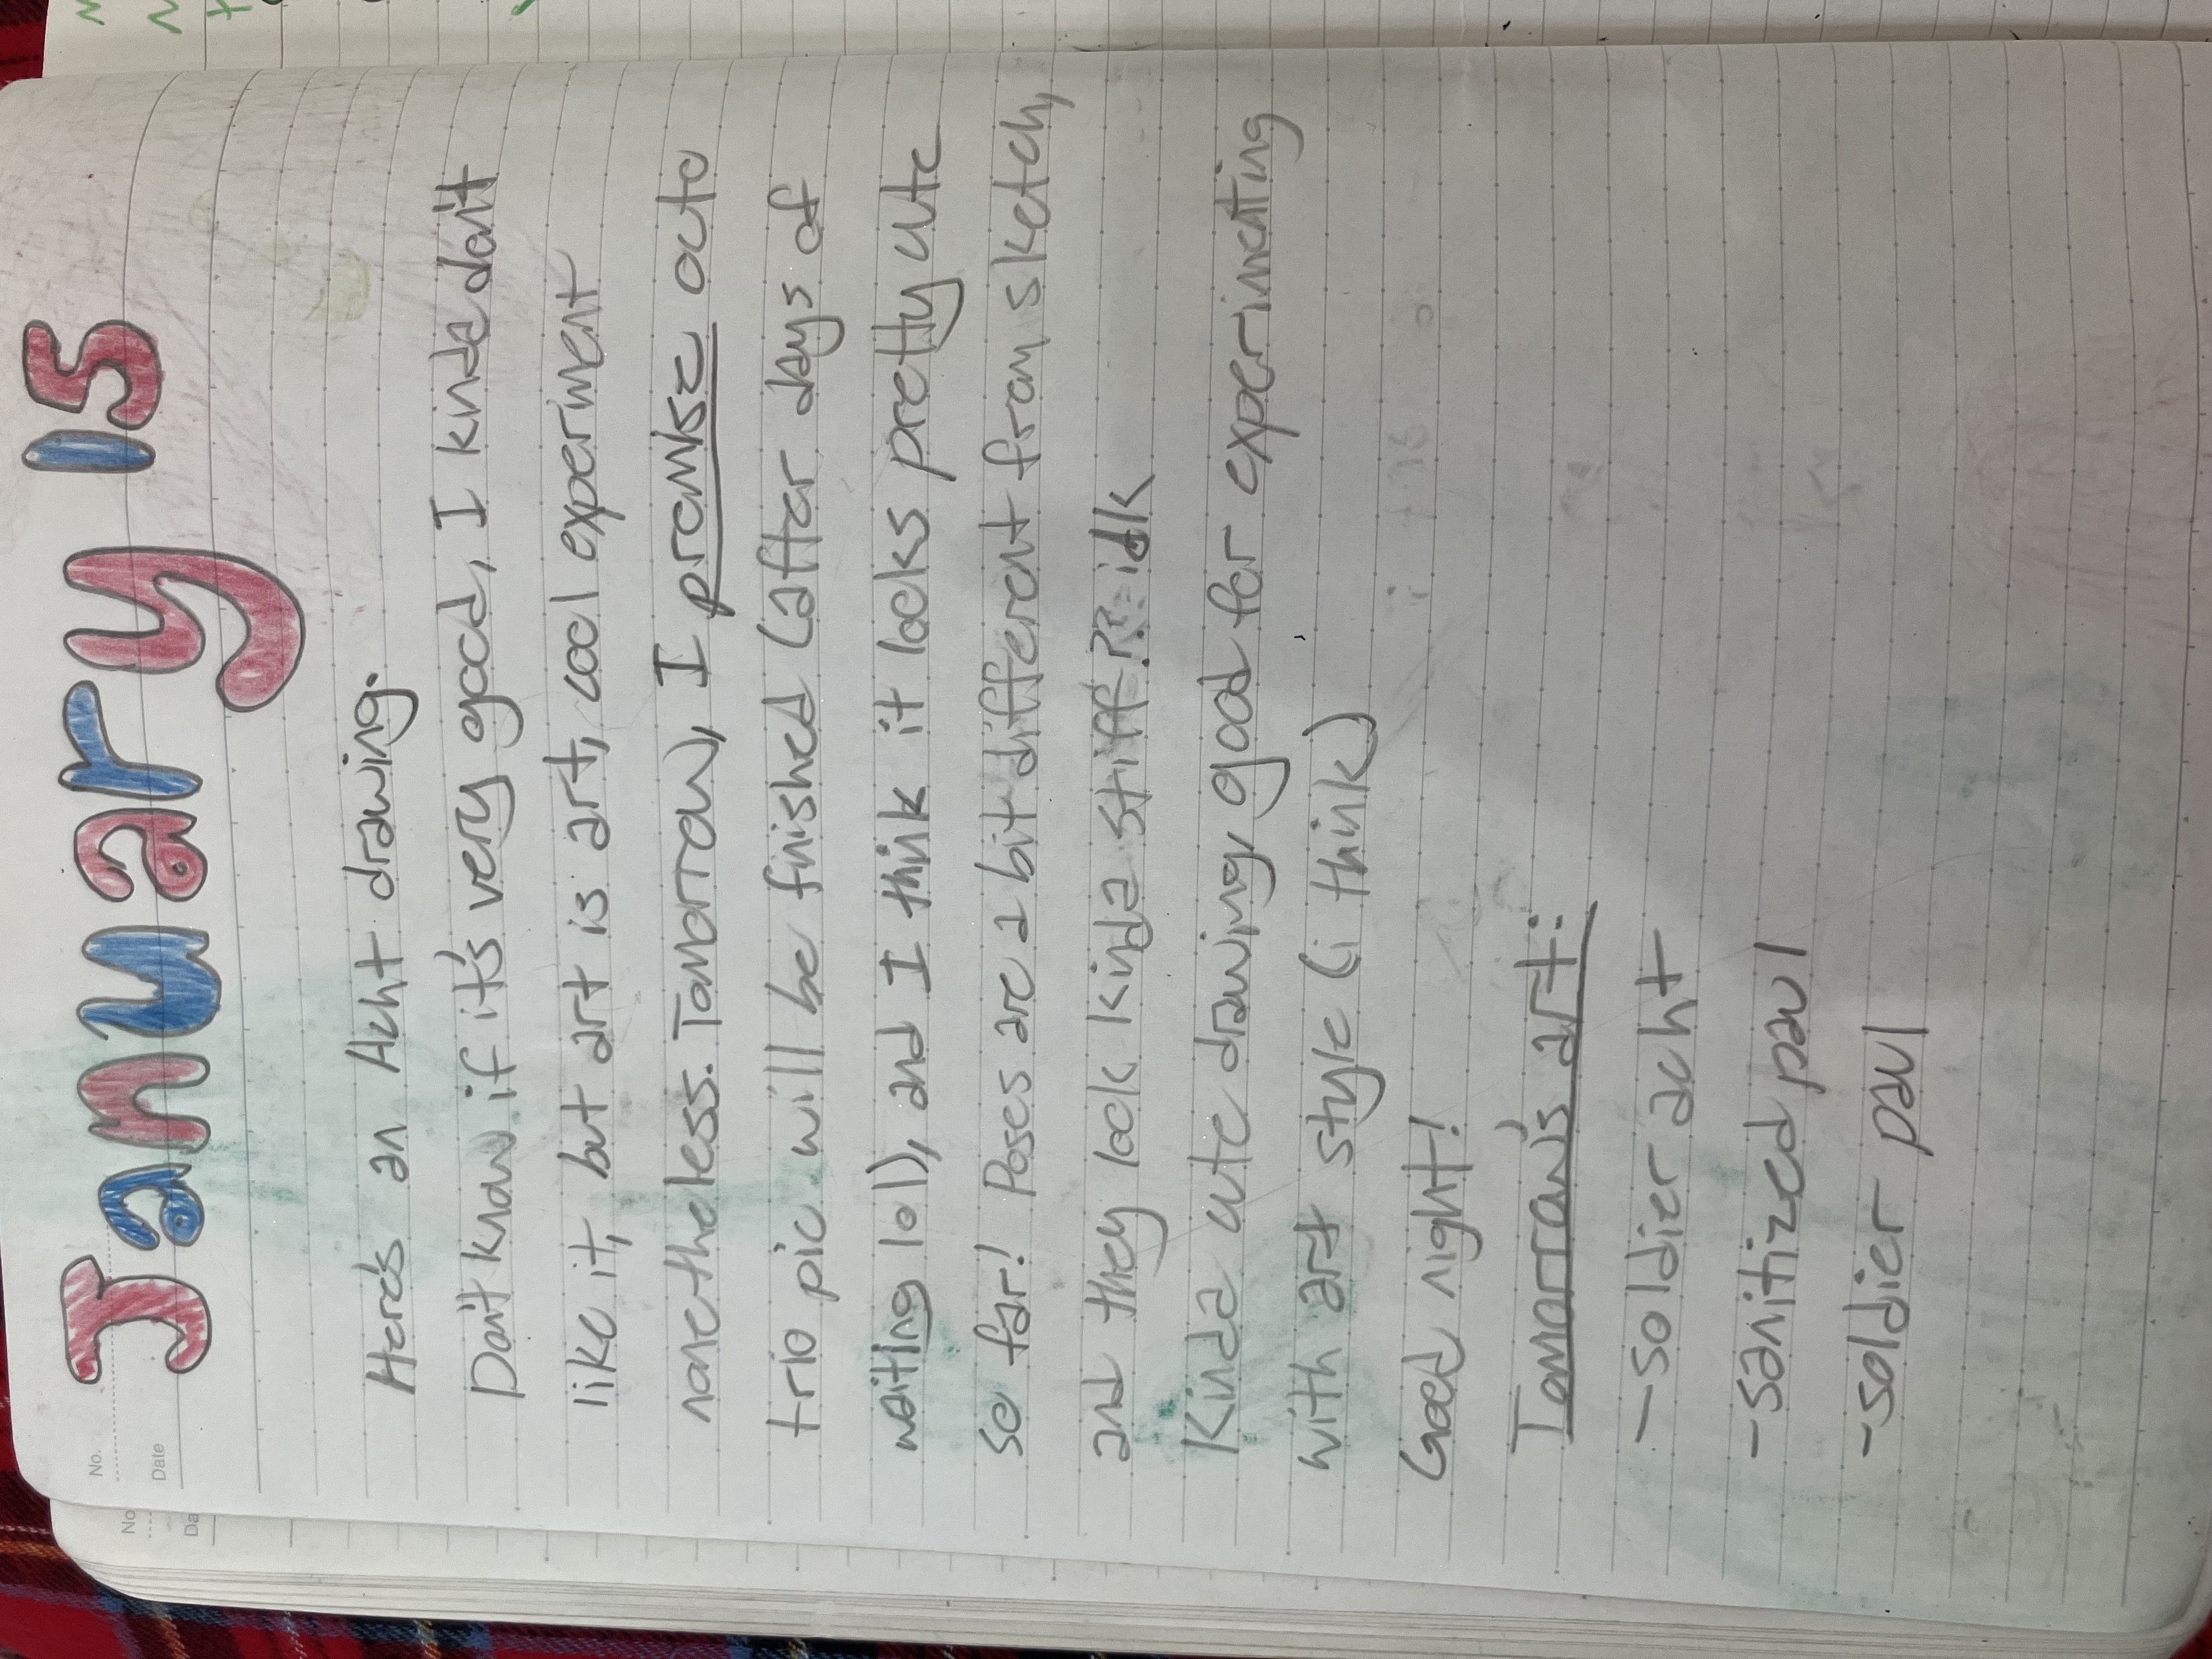 January 15
No.
Date
No
Da
Here's an Acht drawing.
Don't know if it's very good, I kinda don't
like it, but art is art, cool experiment
nonetheless. Tomorrow, I promise octo
trio pic will be finished (after days of
waiting lol), and I think it looks pretty cute
so far! Poses are a bit different from sketch,
and they look kinda stiff?? idk
Kinda cute drawing, good for experimenting
with art style (i think)
Good night!
Tomorrow's art:
-soldier acht
-sanitized paul
-soldier paul